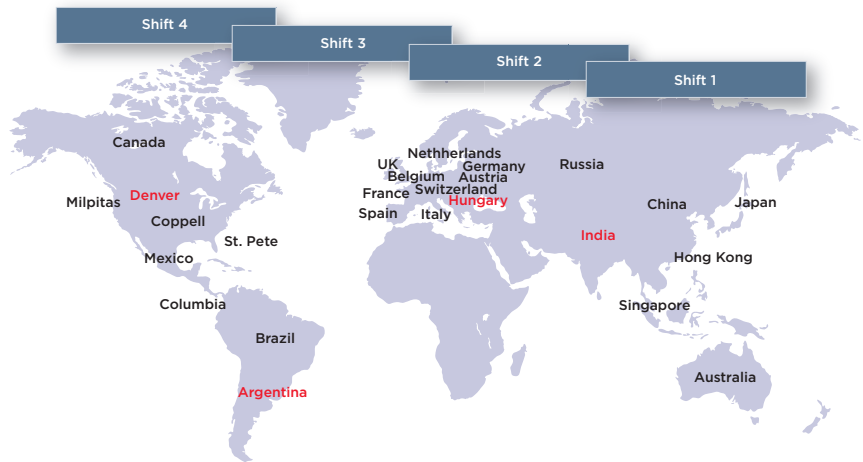 Shift 4
Shift 3
Shift 2
Shift 1
Canada
Neththerlands
UK
Germany
Russia
Belgium
Austria
Switzerland
Denver
France
Hungary
Milpitas
China
Japan
Spain
Italy
Coppell
India
St. Pete
Mexico
Hong Kong
Columbia
Singapore
Brazil
Australia
Argentina